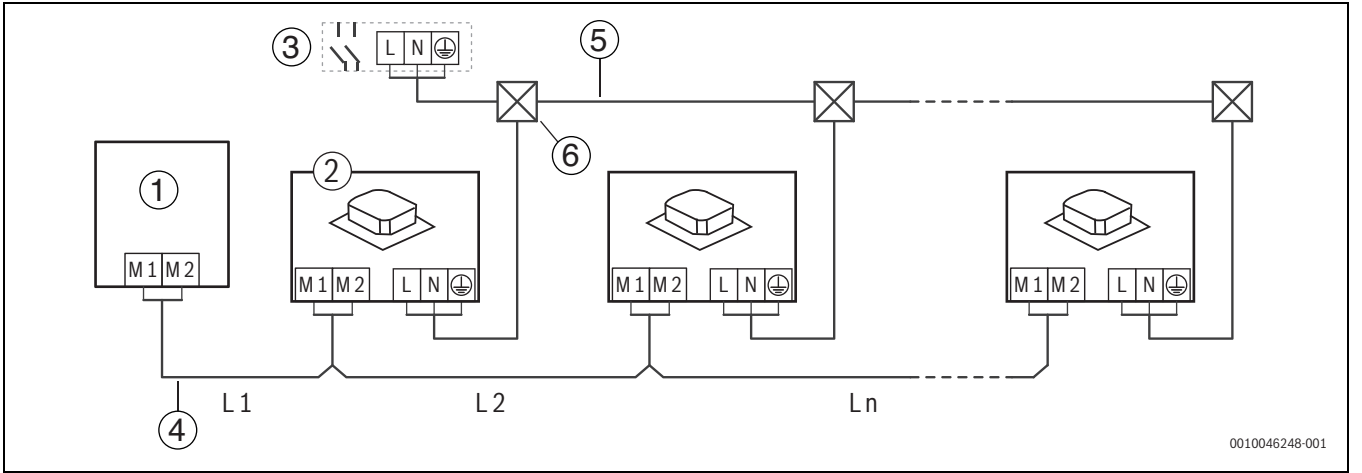 ③ L N ⏚ ⑤
⑥
① ②
M1 M2
M1 M2 L N ⏚
M1 M2 L N ⏚
M1 M2 L N ⏚
④ L1 L2 Ln
0010046248-001